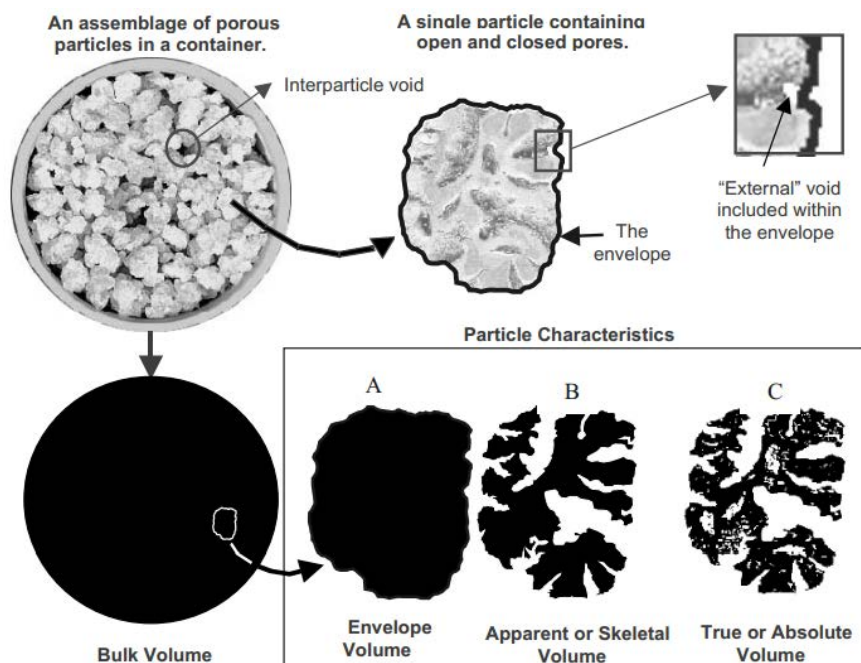 An assemblage of porous
particles in a container.
A single particle containing
open and closed pores.
Interparticle void
"External" void
included within
the envelope
The
envelope
Particle Characteristics
A
B
C
Bulk Volume
Envelope
Volume
Apparent or Skeletal
Volume
True or Absolute
Volume